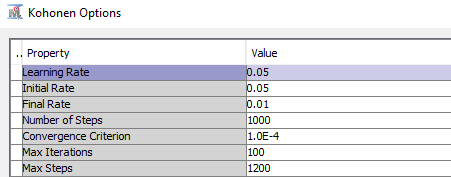 Kohonen Options
.. Property Value
Learning Rate 0.05
Initial Rate 0.05
Final Rate 0.01
Number of Steps 1000
Convergence Criterion 1.0E-4
Max Iterations 100
Max Steps 1200